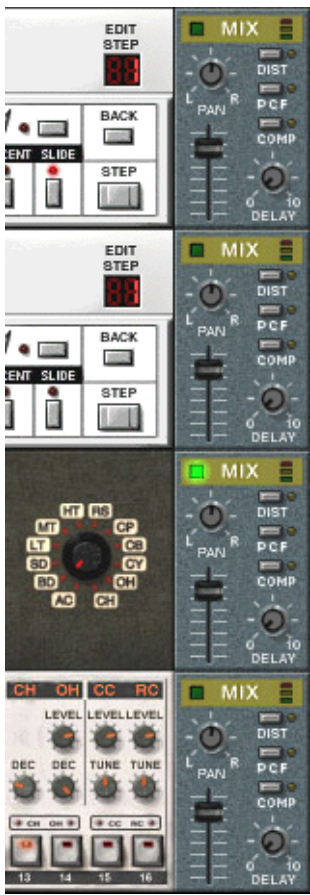 EDIT
STEP
1
BACK
CENT SLIDE
STEP
MIX
DIST
L R
PAN
PCF
COMP
0 10
DELAY
EDIT
STEP
1
BACK
CENT SLIDE
STEP
MIX
DIST
L R
PAN
PCF
COMP
0 10
DELAY
HT RS
MT CP
LT CB
SD CY
BD OH
AC CH
MIX
DIST
L R
PAN
PCF
COMP
0 10
DELAY
CH OH CC RC
LEVEL LEVEL LEVEL
DEC DEC TUNE TUNE
CH OH CC RC
13 14 15 16
MIX
DIST
L R
PAN
PCF
COMP
0 10
DELAY